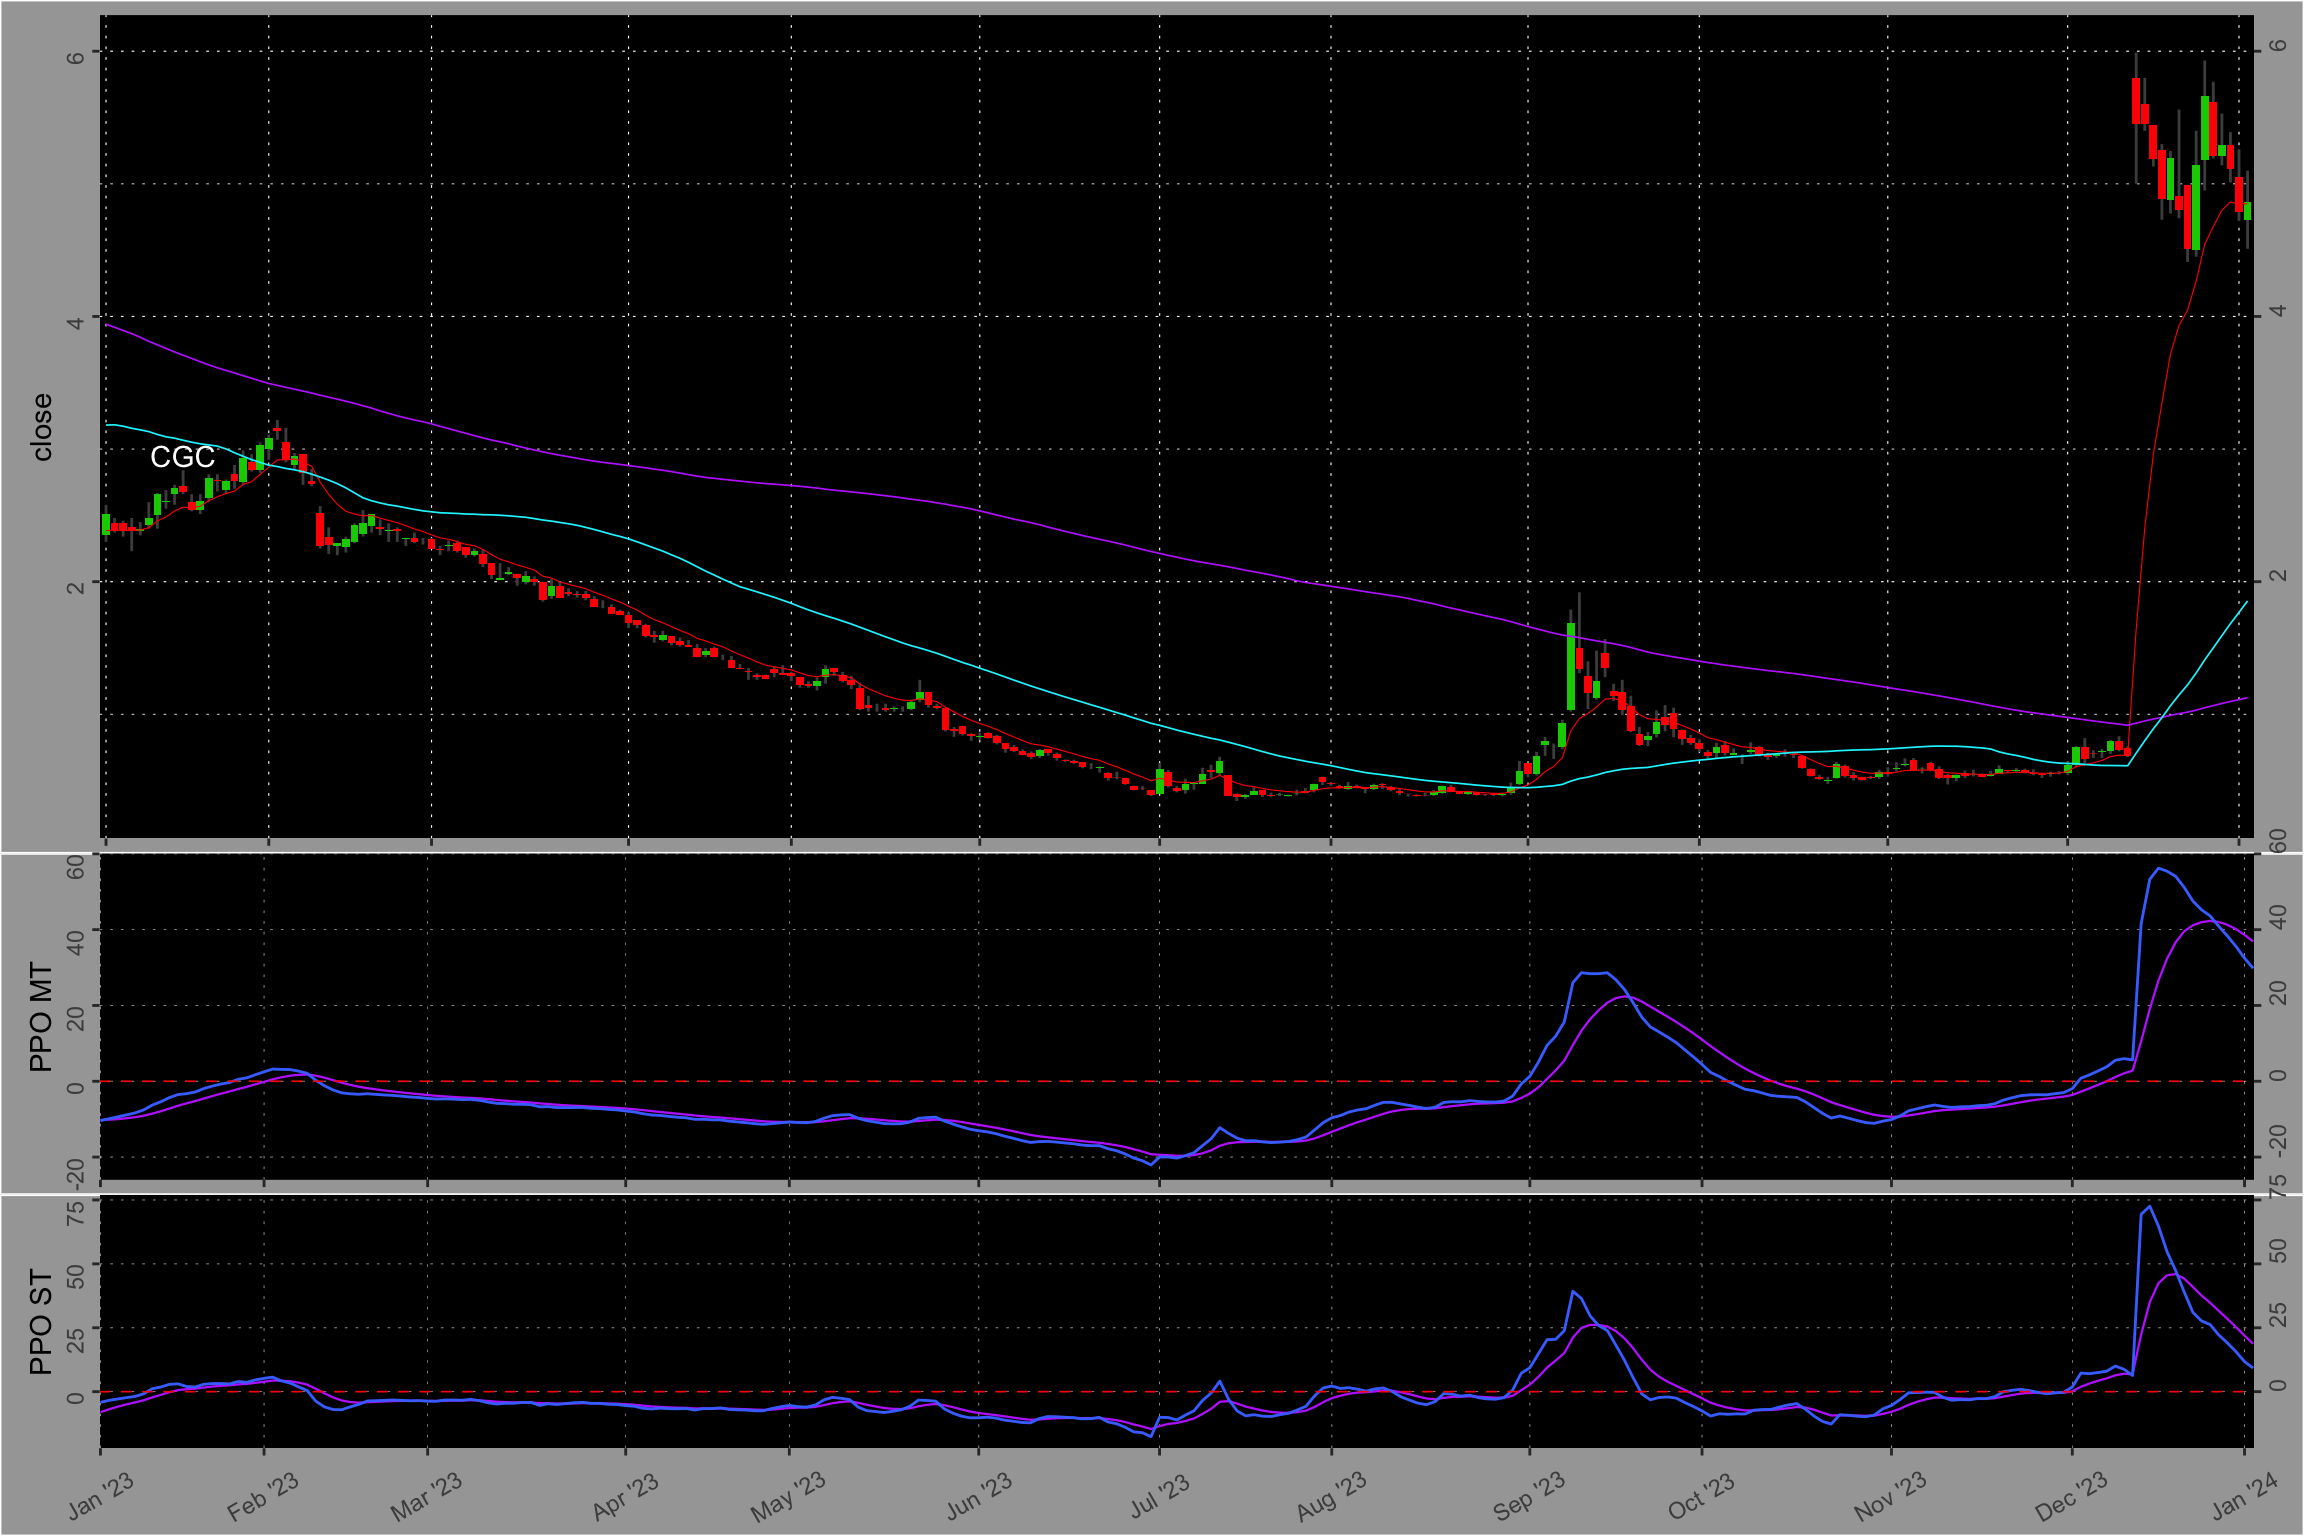 6
6
close
CGC
4
4
2
2
PPO MT
60
60
40
40
20
20
0
0
-20
-20
PPO ST
75
75
50
50
25
25
0
0
Jan '23
Feb '23
Mar '23
Apr '23
May '23
Jun '23
Jul '23
Aug '23
Sep '23
Oct '23
Nov '23
Dec '23
Jan '24